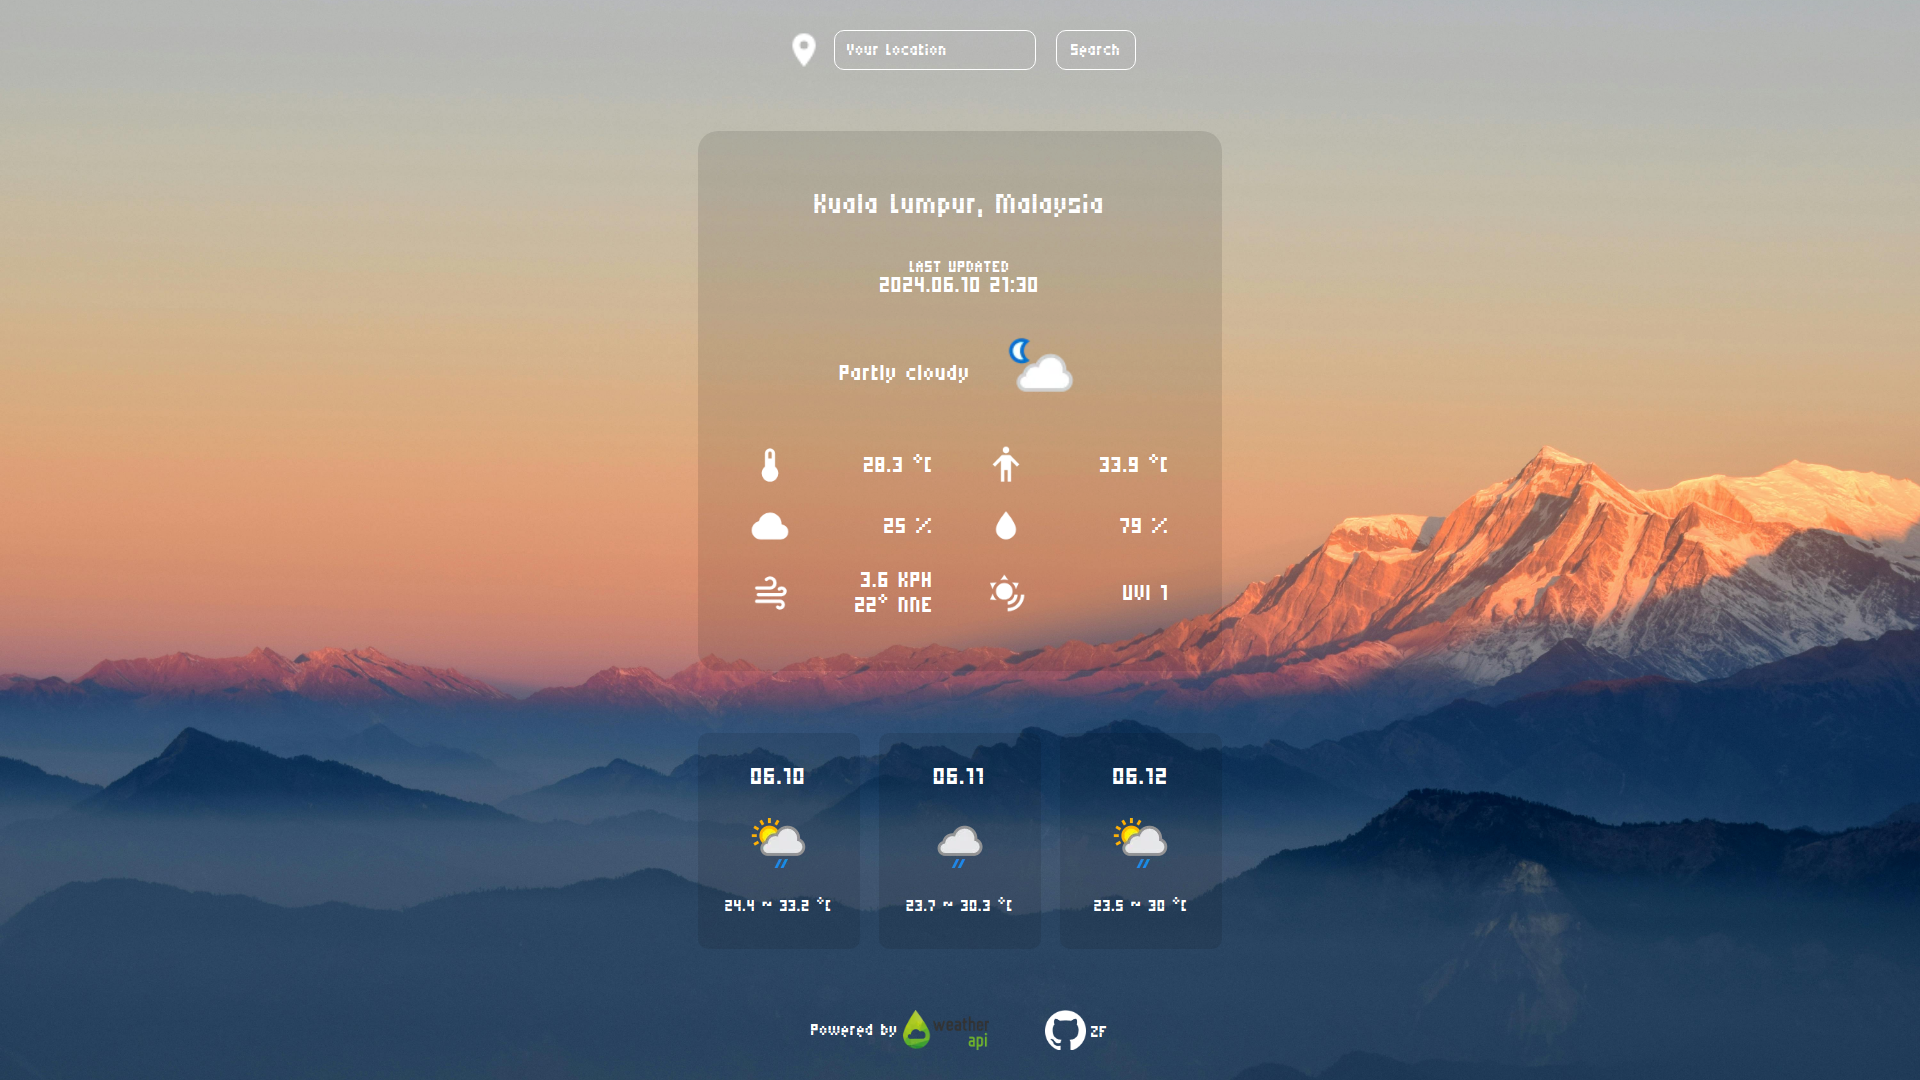 Your Location
Search
Kuala Lumpur, Malaysia
LAST UPDATED
2024.06.10 21:30
Partly cloudy
28.3 °C
33.9 °C
25 %
79 %
3.6 KPH
22° NNE
UVI 1
06.10
06.11
06.12
24.4 ~ 33.2 °C
23.7 ~ 30.3 °C
23.5 ~ 30 °C
Powered by weather api
ZF